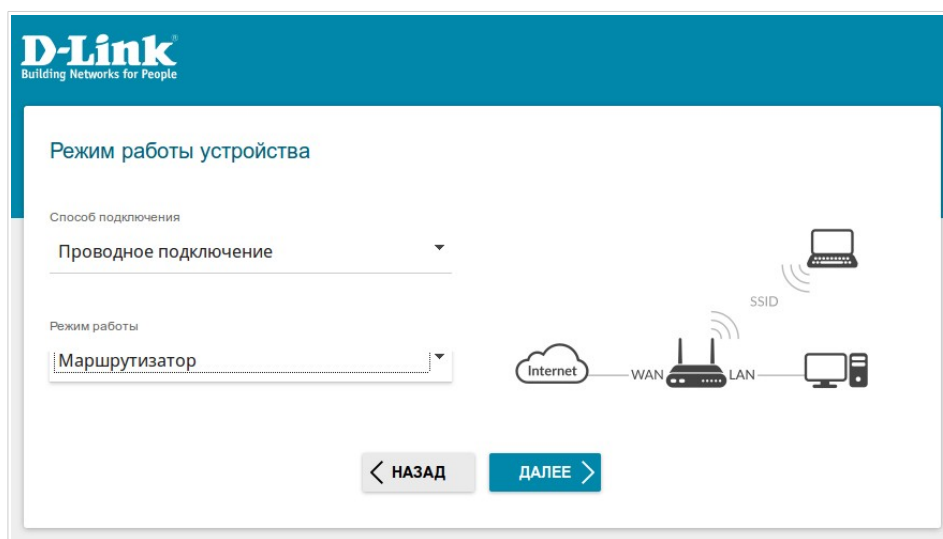 D-Link®
Building Networks for People
Режим работы устройства
Способ подключения
Проводное подключение
Режим работы
Маршрутизатор
SSID
Internet
WAN
LAN
НАЗАД
ДАЛЕЕ